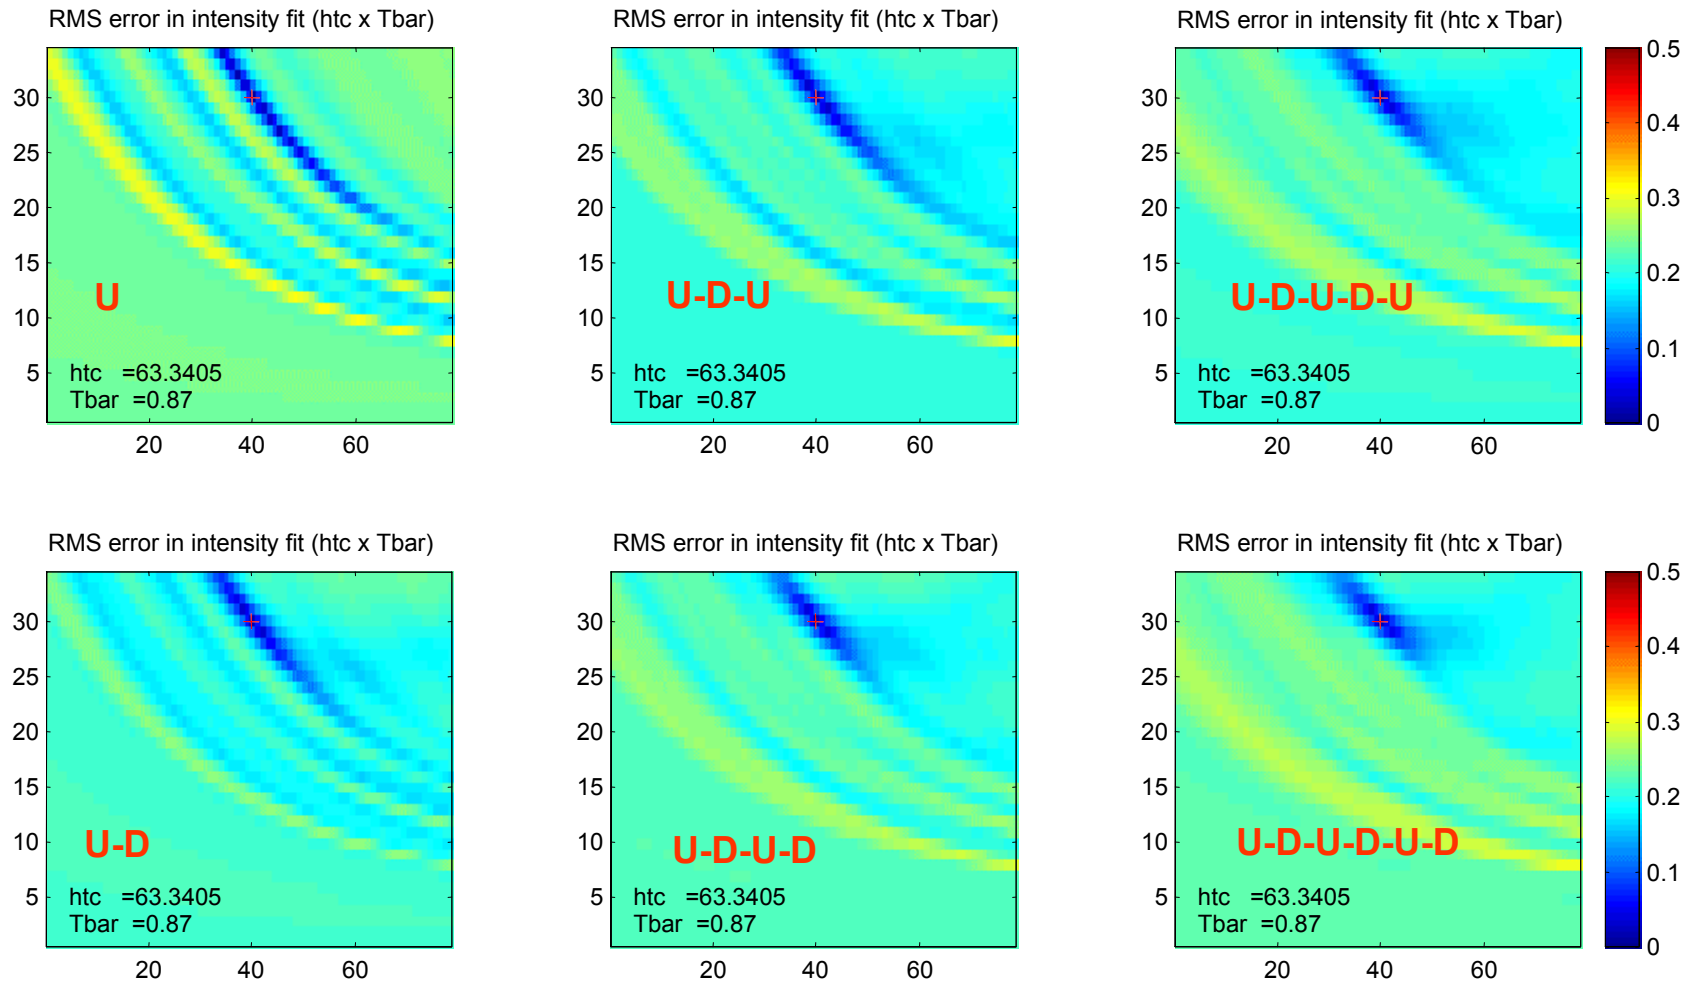 RMS error in intensity fit (htc x Tbar)
30
25
20
15
10
5
U
htc =63.3405
Tbar =0.87
20 40 60
RMS error in intensity fit (htc x Tbar)
30
25
20
15
10
5
U-D-U
htc =63.3405
Tbar =0.87
20 40 60
RMS error in intensity fit (htc x Tbar)
30
25
20
15
10
5
U-D-U-D-U
htc =63.3405
Tbar =0.87
20 40 60
0.5
0.4
0.3
0.2
0.1
0
RMS error in intensity fit (htc x Tbar)
30
25
20
15
10
5
U-D
htc =63.3405
Tbar =0.87
20 40 60
RMS error in intensity fit (htc x Tbar)
30
25
20
15
10
5
U-D-U-D
htc =63.3405
Tbar =0.87
20 40 60
RMS error in intensity fit (htc x Tbar)
30
25
20
15
10
5
U-D-U-D-U-D
htc =63.3405
Tbar =0.87
20 40 60
0.5
0.4
0.3
0.2
0.1
0